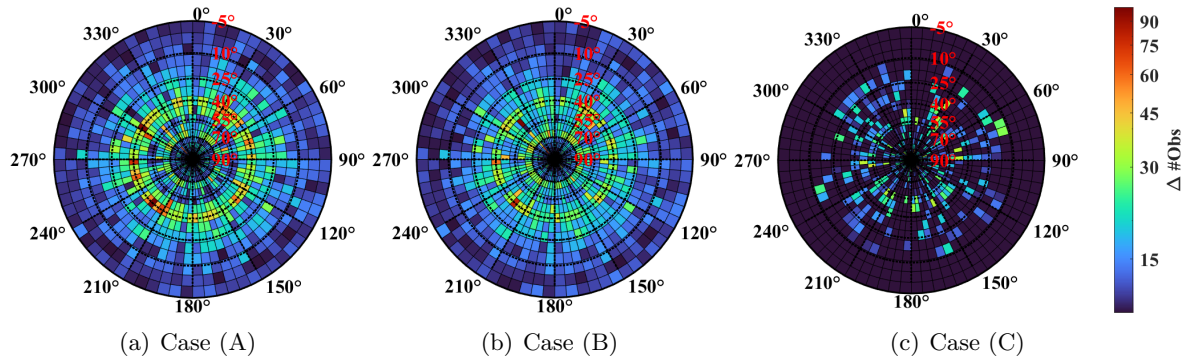 0° 0° 0°
330° -5° 30° 330° -5° 30° 330° -5° 30°
10° 10° 10°
300° 25° 60° 300° 25° 60° 300° 25° 60°
40° 40° 40°
55° 55° 55°
70° 70° 70°
270° 90° 90° 270° 90° 90° 270° 90° 90°
240° 120° 240° 120° 240° 120°
210° 150° 210° 150° 210° 150°
180° 180° 180°
90
75
60
45
30
15
Δ #Obs
(a) Case (A) (b) Case (B) (c) Case (C)